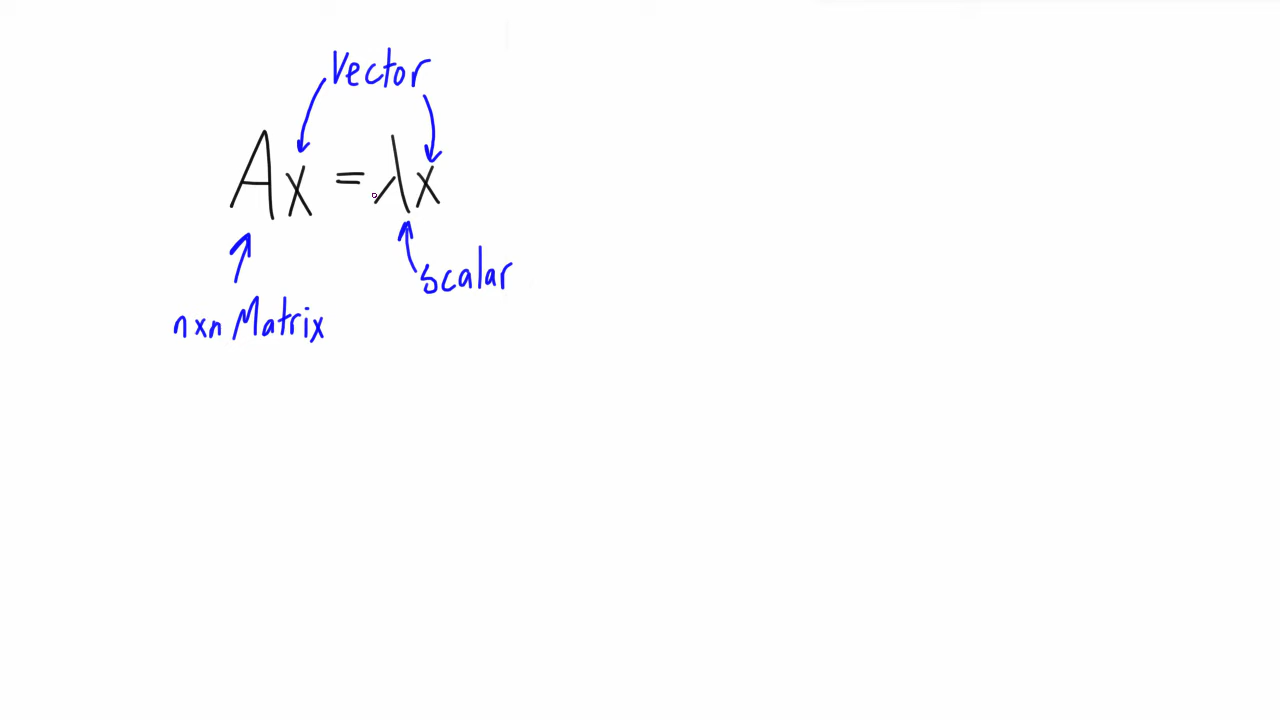 Vector
Ax = λx
scalar
nxn Matrix